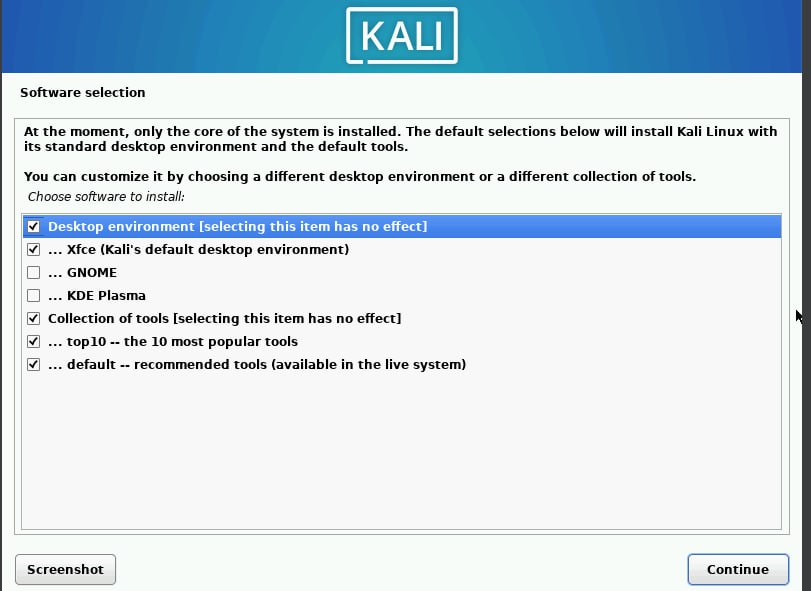 KALI
Software selection
At the moment, only the core of the system is installed. The default selections below will install Kali Linux with
its standard desktop environment and the default tools.
You can customize it by choosing a different desktop environment or a different collection of tools.
Choose software to install:
Desktop environment [selecting this item has no effect]
... Xfce (Kali's default desktop environment)
... GNOME
... KDE Plasma
Collection of tools [selecting this item has no effect]
... top10 -- the 10 most popular tools
... default -- recommended tools (available in the live system)
Screenshot
Continue